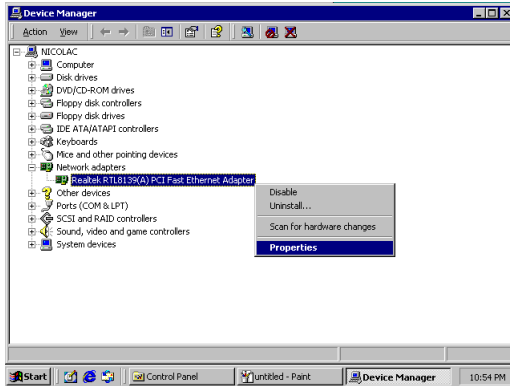 Device Manager
Action View
NICOLAC
Computer
Disk drives
DVD/CD-ROM drives
Floppy disk controllers
Floppy disk drives
IDE ATA/ATAPI controllers
Keyboards
Mice and other pointing devices
Network adapters
Realtek RTL8139(A) PCI Fast Ethernet Adapter
Other devices
Ports (COM & LPT)
SCSI and RAID controllers
Sound, video and game controllers
System devices
Disable
Uninstall...
Scan for hardware changes
Properties
Start Control Panel untitled - Paint Device Manager 10:54 PM